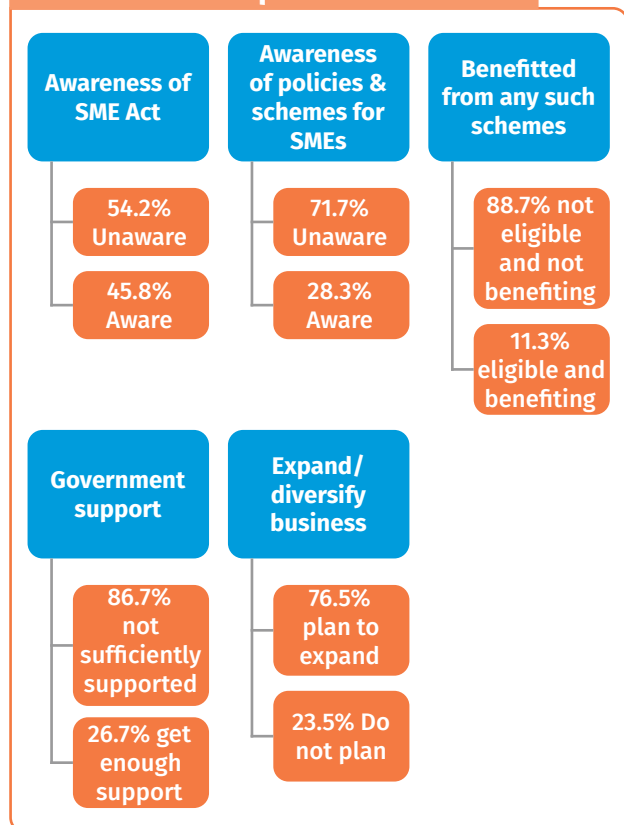 Awareness of
SME Act
54.2%
Unaware
45.8%
Aware
Awareness
of policies &
schemes for
SMEs
71.7%
Unaware
28.3%
Aware
Benefitted
from any such
schemes
88.7% not
eligible
and not
benefiting
11.3%
eligible and
benefiting
Government
support
86.7%
not
sufficiently
supported
26.7% get
enough
support
Expand/
diversify
business
76.5%
plan to
expand
23.5% Do
not plan